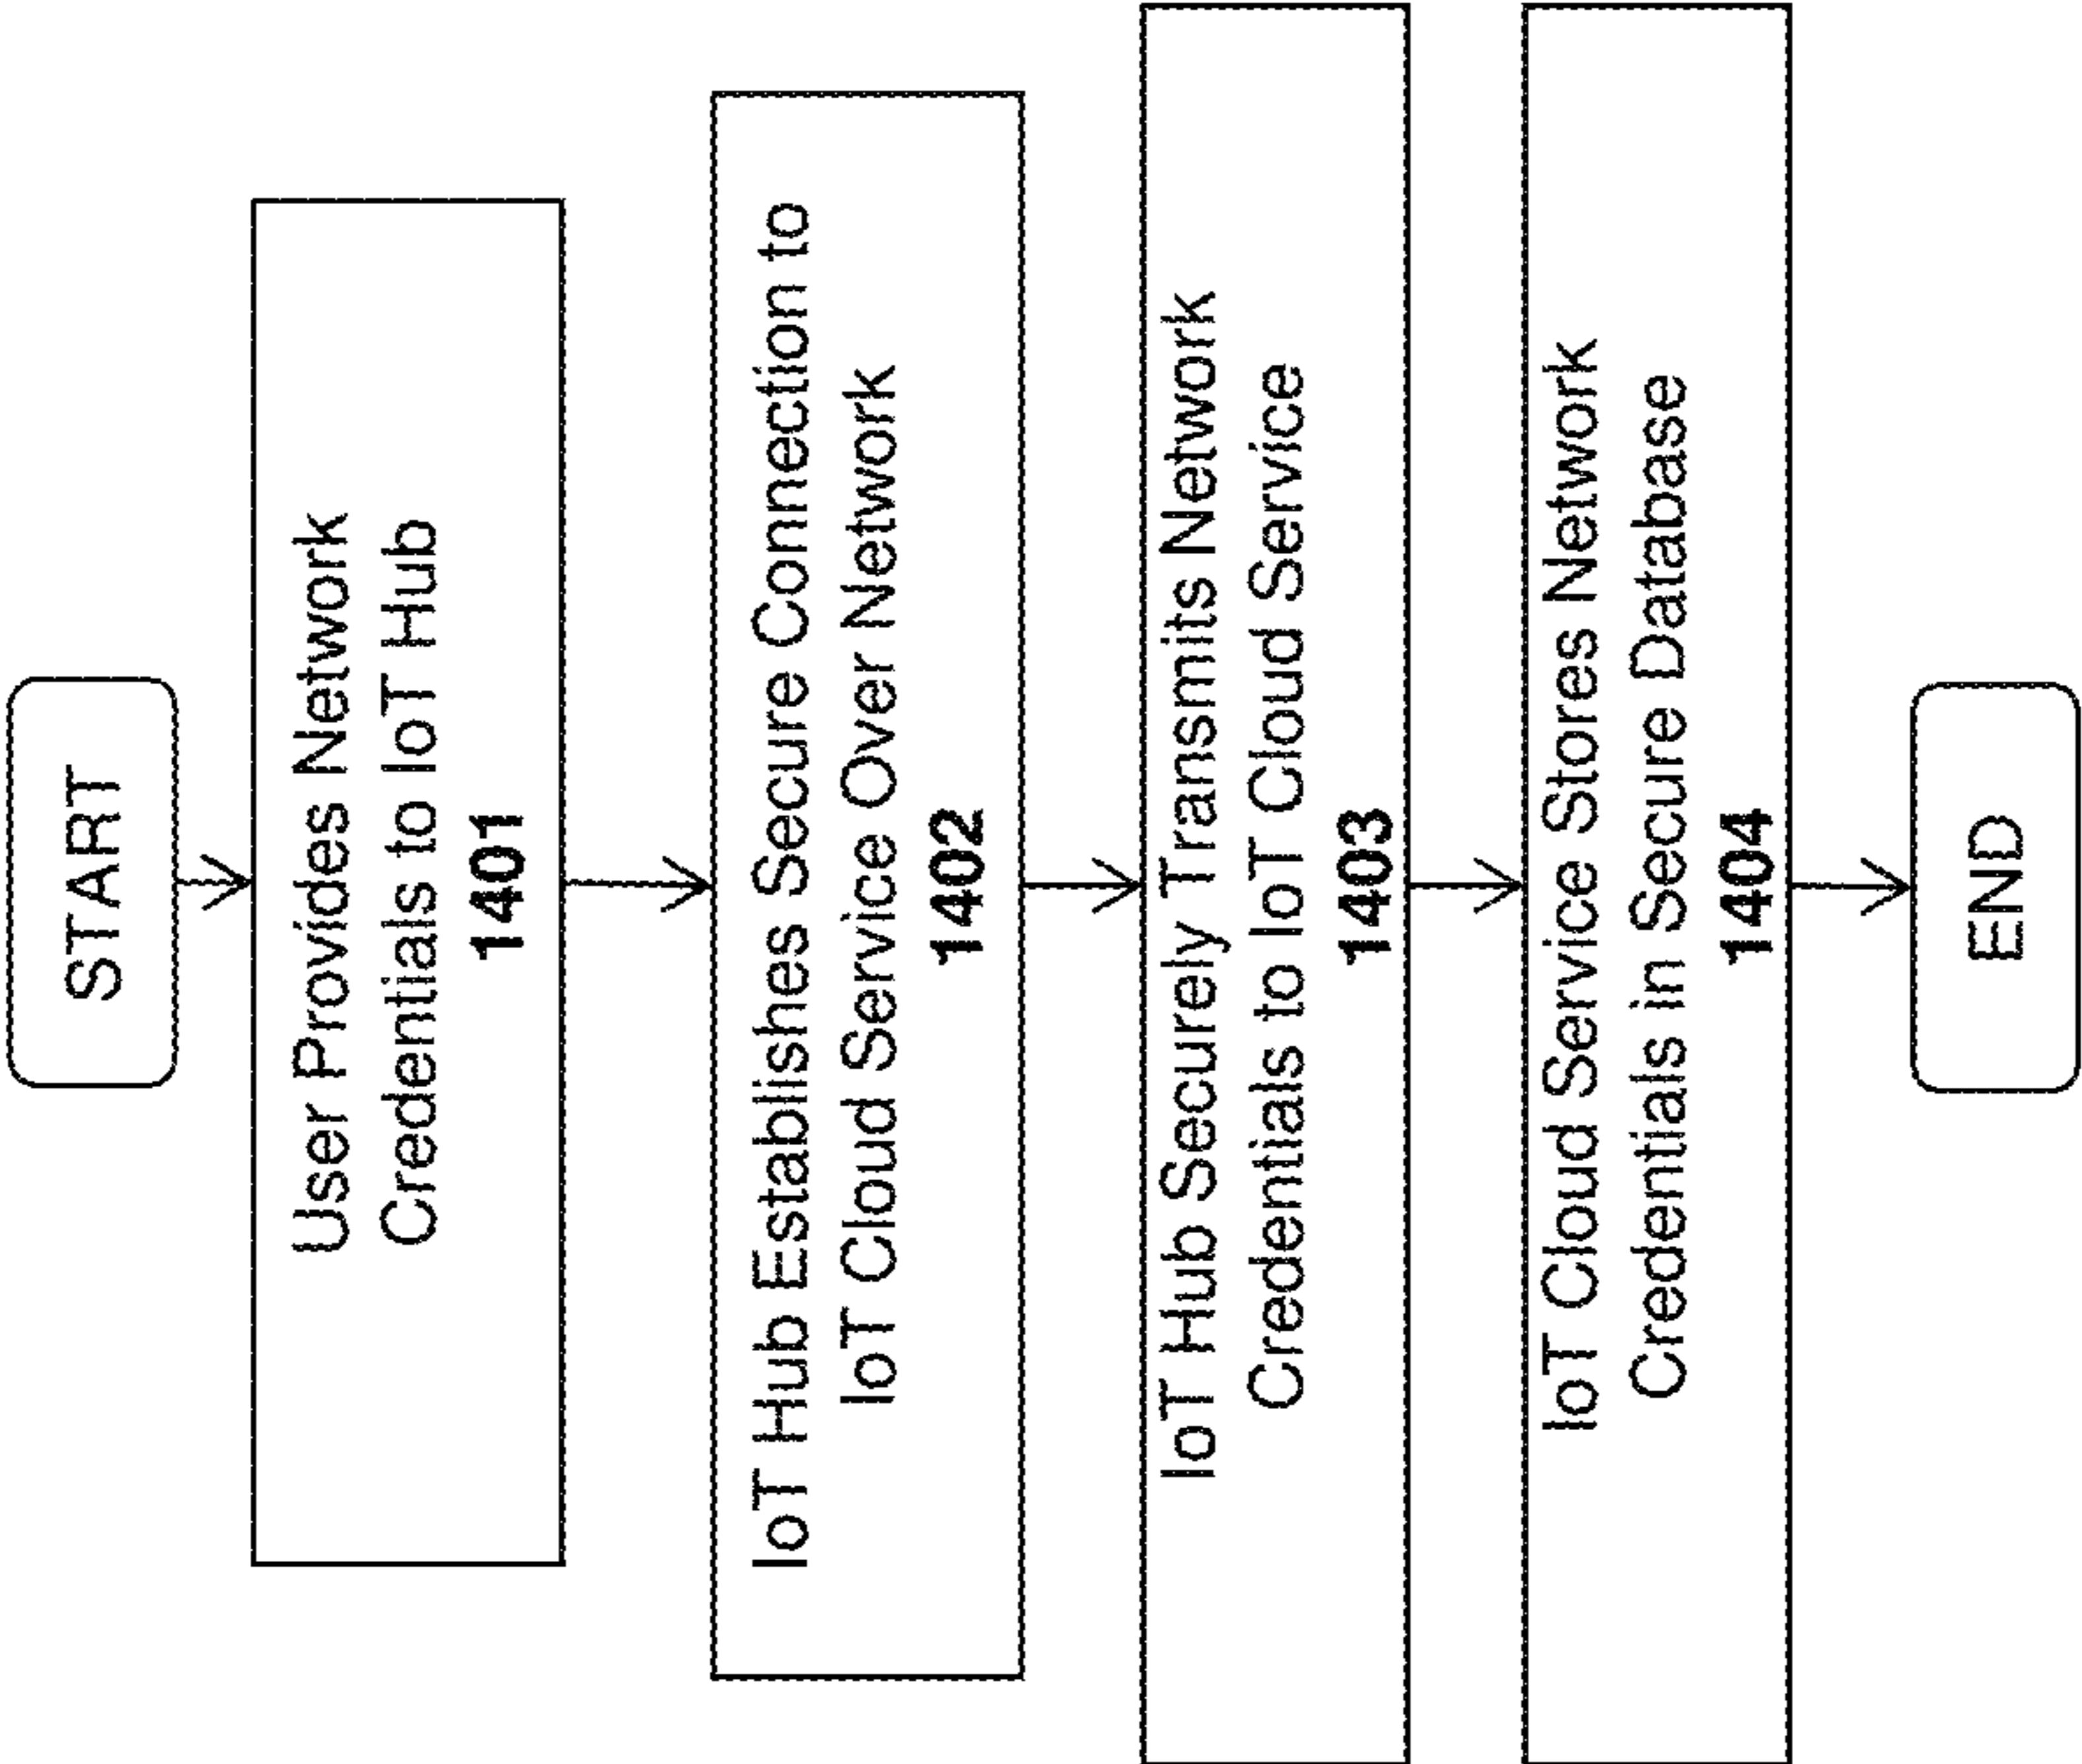 START
User Provides Network
Credentials to IoT Hub
1401
IoT Hub Establishes Secure Connection to
IoT Cloud Service Over Network
1402
IoT Hub Securely Transmits Network
Credentials to IoT Cloud Service
1403
IoT Cloud Service Stores Network
Credentials in Secure Database
1404
END